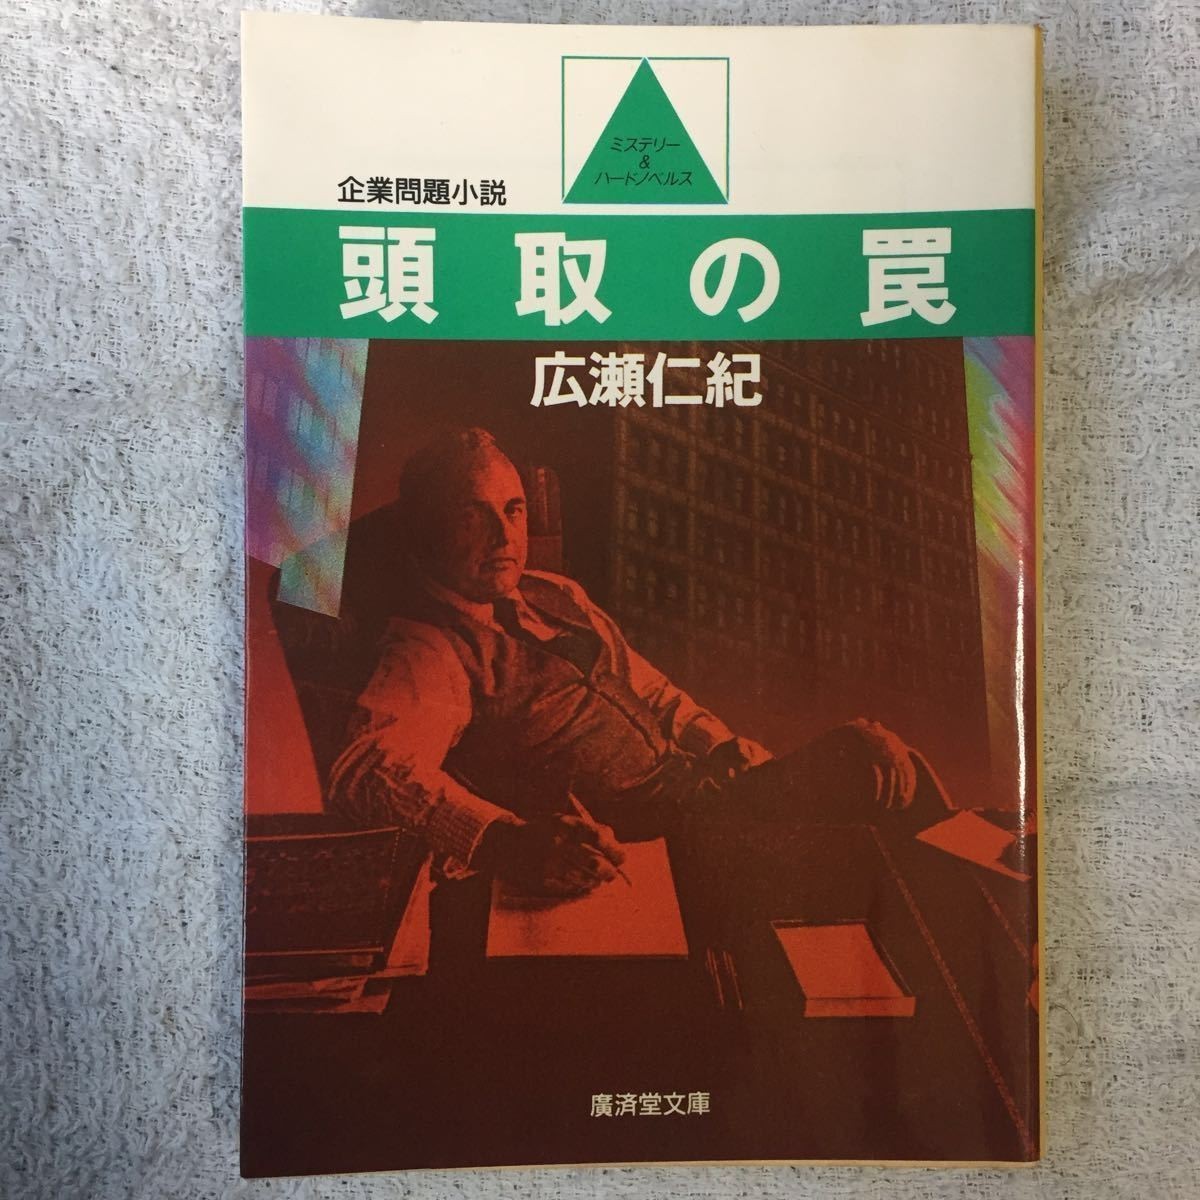 ミステリー
&
ハードノベルス
企業問題小説
頭取の罠
広瀬仁紀
廣済堂文庫